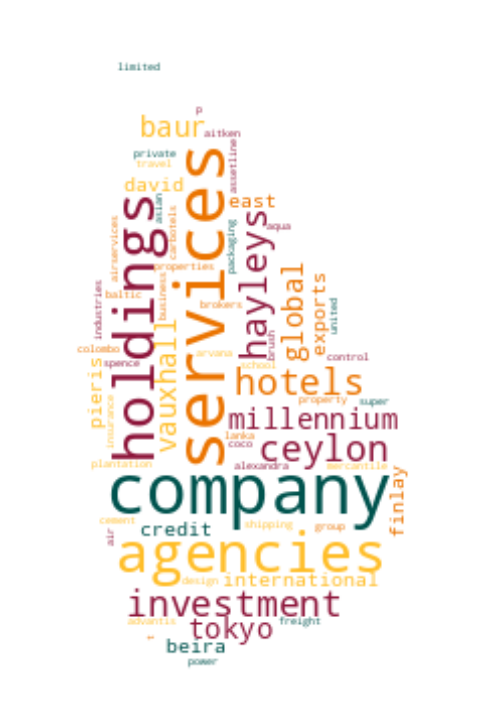 limited
p
baur
aitken
private
travel
assetline
david
services
holdings
asian
east
carbotels
hayleys
airservices
packaging
aqua
properties
global
exports
industries
baltic
business
brokers
united
colombo
spence
vauxhall
arvana
brush
control
pieris
school
hotels
insurance
property
super
millennium
lanka
coco
ceylon
plantation
alexandra
mercantile
company
finlay
cement
credit
shipping
group
air
agencies
design
international
investment
advantis
tokyo
freight
beira
power